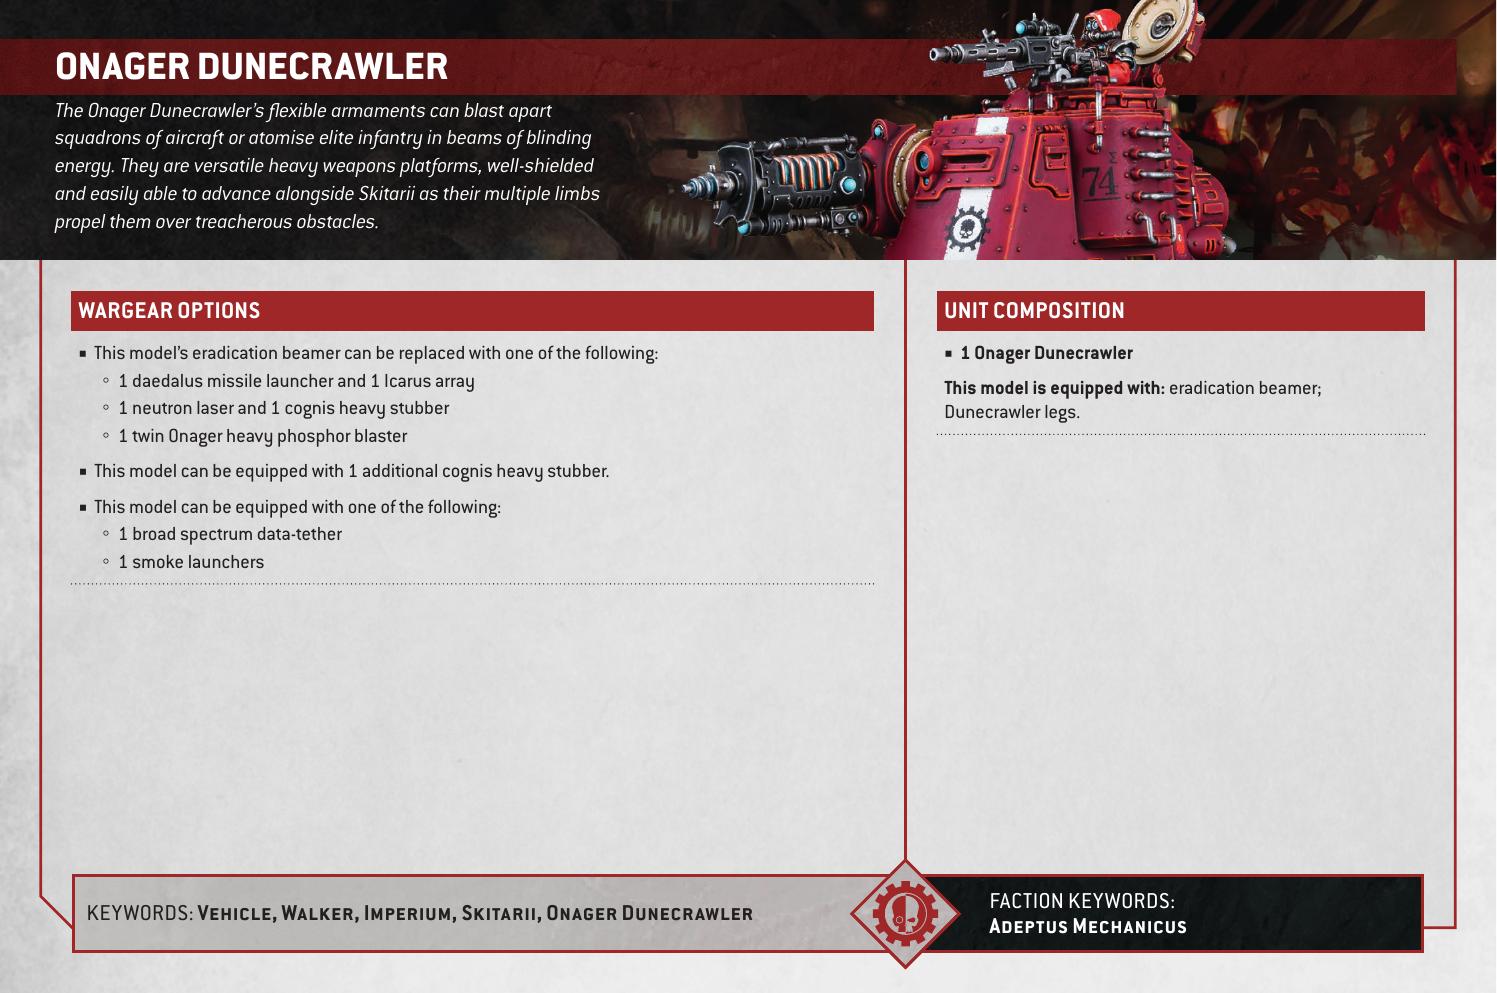 ONAGER DUNECRAWLER
The Onager Dunecrawler's flexible armaments can blast apart
squadrons of aircraft or atomise elite infantry in beams of blinding
energy. They are versatile heavy weapons platforms, well-shielded
and easily able to advance alongside Skitarii as their multiple limbs
propel them over treacherous obstacles.
Σ
74
WARGEAR OPTIONS
▪ This model's eradication beamer can be replaced with one of the following:
◦ 1 daedalus missile launcher and 1 Icarus array
◦ 1 neutron laser and 1 cognis heavy stubber
◦ 1 twin Onager heavy phosphor blaster
▪ This model can be equipped with 1 additional cognis heavy stubber.
▪ This model can be equipped with one of the following:
◦ 1 broad spectrum data-tether
◦ 1 smoke launchers
UNIT COMPOSITION
▪ 1 Onager Dunecrawler
This model is equipped with: eradication beamer;
Dunecrawler legs.
KEYWORDS: Vehicle, Walker, Imperium, Skitarii, Onager Dunecrawler
FACTION KEYWORDS:
Adeptus Mechanicus